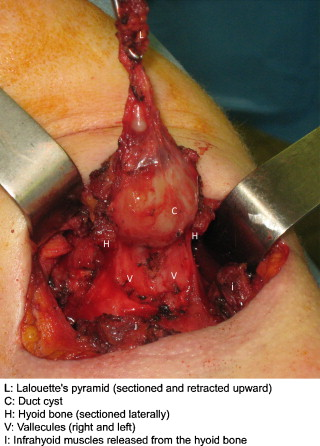 L
C
H
H
V
V
i
L: Lalouette's pyramid (sectioned and retracted upward)
C: Duct cyst
H: Hyoid bone (sectioned laterally)
V: Vallecules (right and left)
I: Infrahyoid muscles released from the hyoid bone